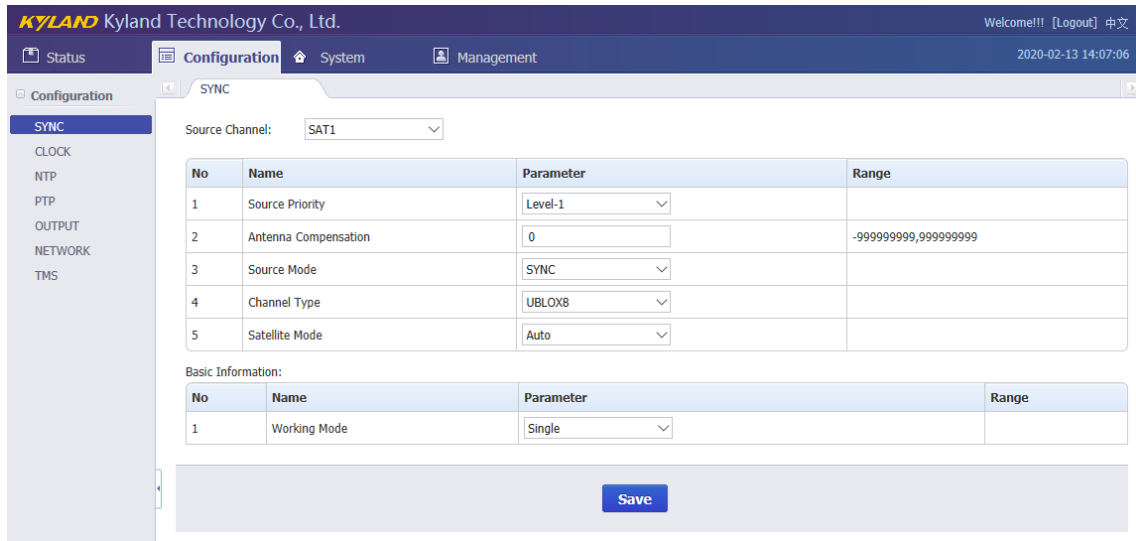 KYLAND Kyland Technology Co., Ltd. Welcome!!! [Logout] 中文
Status Configuration System Management 2020-02-13 14:07:06
Configuration
SYNC
CLOCK
NTP
PTP
OUTPUT
NETWORK
TMS
SYNC
Source Channel: SAT1
No Name Parameter Range
1 Source Priority Level-1
2 Antenna Compensation 0 -999999999,999999999
3 Source Mode SYNC
4 Channel Type UBLOX8
5 Satellite Mode Auto
Basic Information:
No Name Parameter Range
1 Working Mode Single
Save